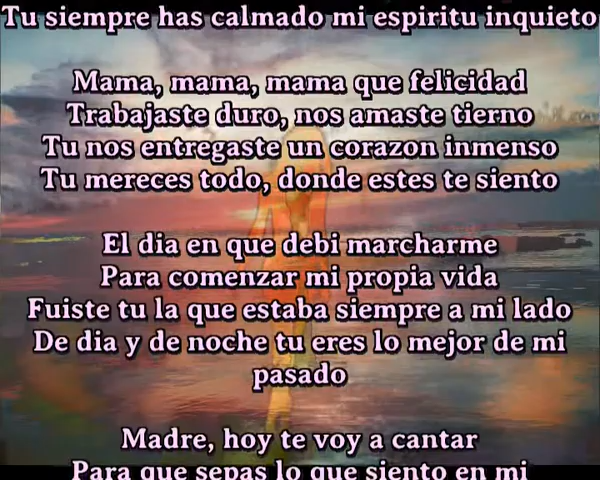 Tu siempre has calmado mi espiritu inquieto
Mama, mama, mama que felicidad
Trabajaste duro, nos amaste tierno
Tu nos entregaste un corazon inmenso
Tu mereces todo, donde estes te siento
El dia en que debi marcharme
Para comenzar mi propia vida
Fuiste tu la que estaba siempre a mi lado
De dia y de noche tu eres lo mejor de mi
pasado
Madre, hoy te voy a cantar
Para que sepas lo que siento en mi